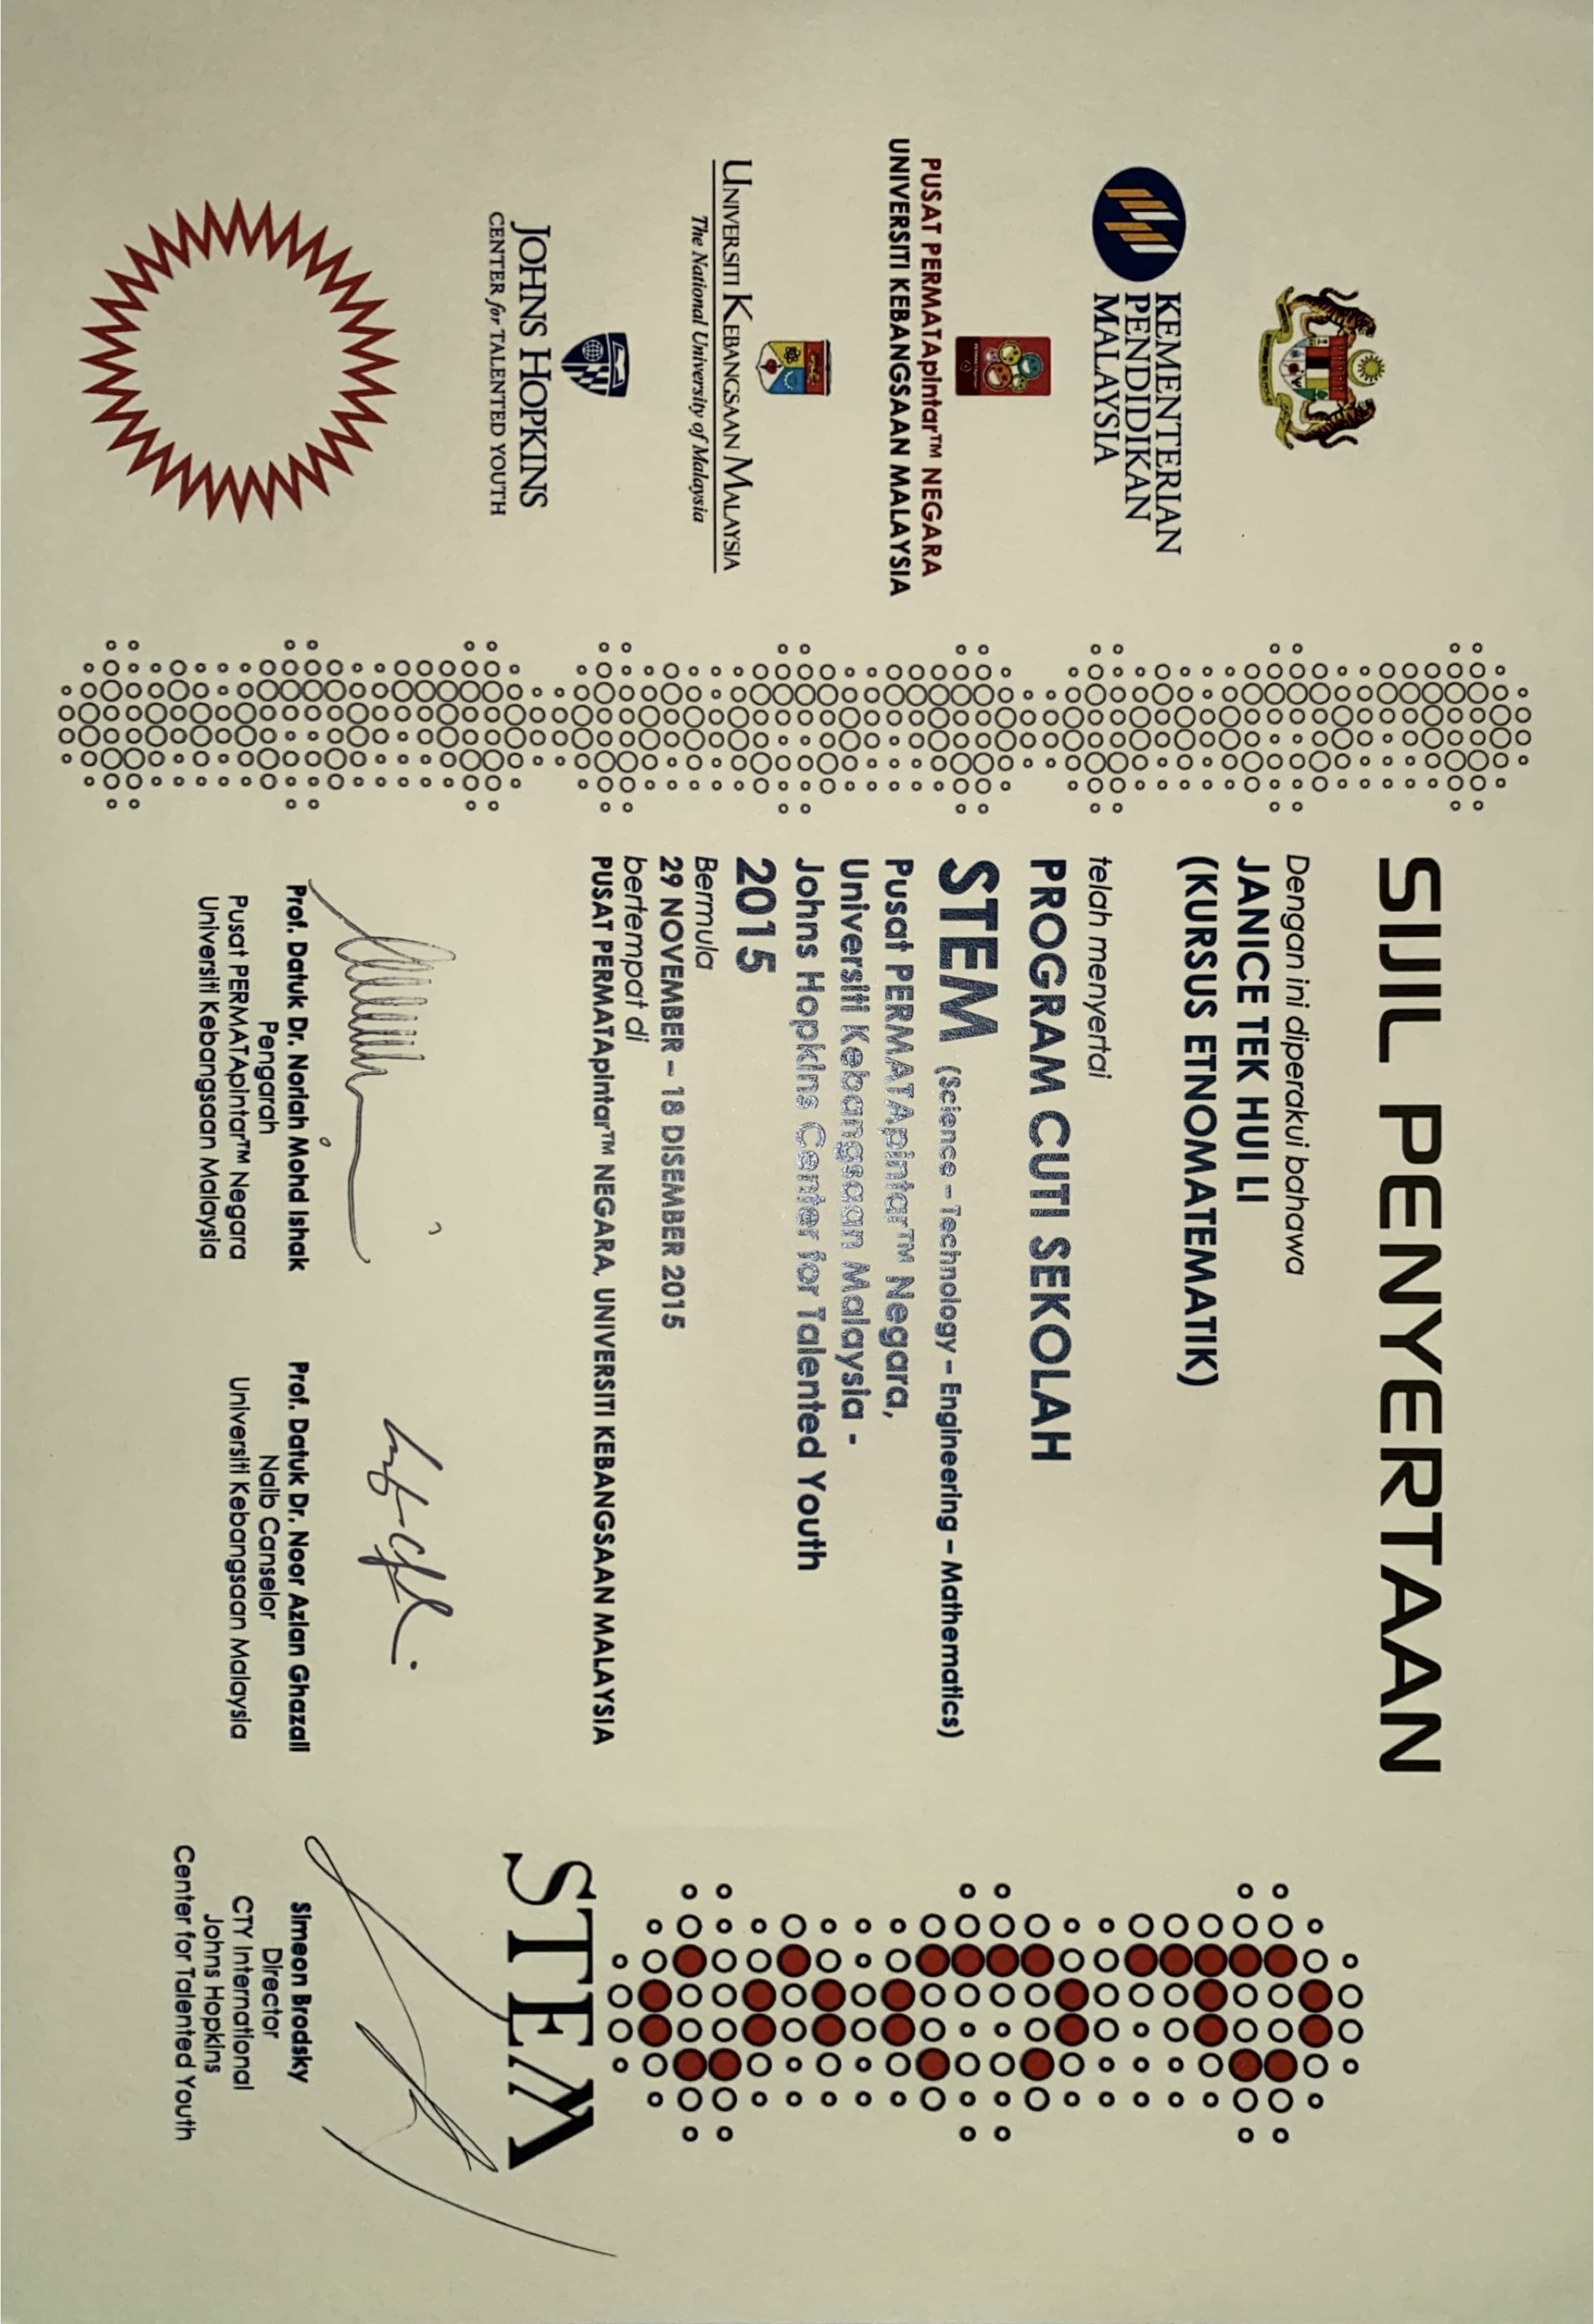 KEMENTERIAN
PENDIDIKAN
MALAYSIA
PUSAT PERMATApintar™ NEGARA
UNIVERSITI KEBANGSAAN MALAYSIA
UNIVERSITI KEBANGSAAN MALAYSIA
The National University of Malaysia
JOHNS HOPKINS
CENTER for TALENTED YOUTH
SIJIL PENYERTAAN
Dengan ini diperakui bahawa
JANICE TEK HUI LI
(KURSUS ETNOMATEMATIK)
telah menyertai
PROGRAM CUTI SEKOLAH
STEM (Science – Technology – Engineering – Mathematics)
Pusat PERMATApintar™ Negara,
Universiti Kebangsaan Malaysia -
Johns Hopkins Center for Talented Youth
2015
Bermula
29 NOVEMBER – 18 DISEMBER 2015
bertempat di
PUSAT PERMATApintar™ NEGARA, UNIVERSITI KEBANGSAAN MALAYSIA
Prof. Datuk Dr. Noriah Mohd Ishak
Pengarah
Pusat PERMATApintar™ Negara
Universiti Kebangsaan Malaysia
Prof. Datuk Dr. Noor Azlan Ghazali
Naib Canselor
Universiti Kebangsaan Malaysia
STEM
Simeon Brodsky
Director
CTY International
Johns Hopkins
Center for Talented Youth